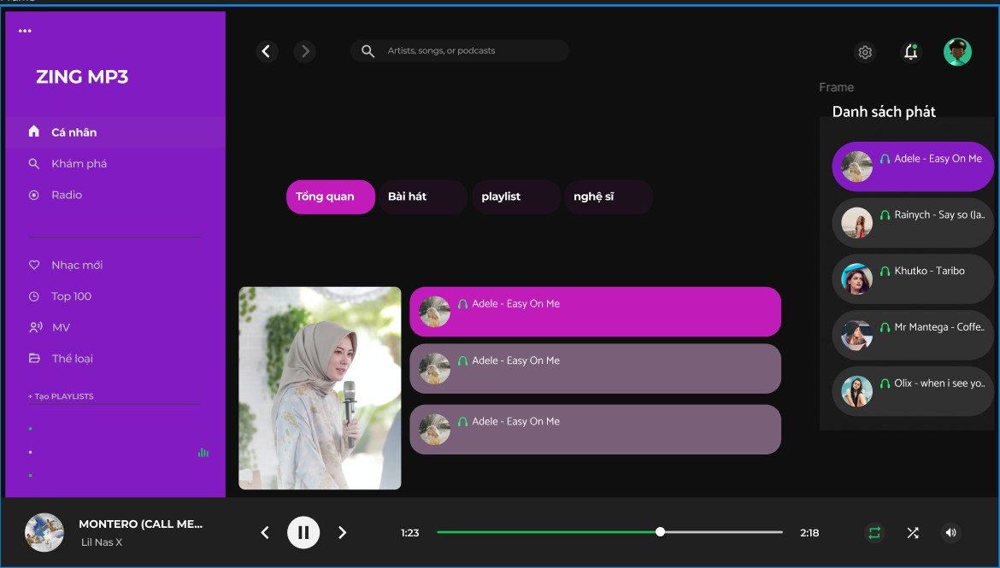 Frame
ZING MP3
Cá nhân
Khám phá
Radio
Nhạc mới
Top 100
MV
Thể loại
+ Tạo PLAYLISTS
Artists, songs, or podcasts
Tổng quan
Bài hát
playlist
nghệ sĩ
Adele - Easy On Me
Adele - Easy On Me
Adele - Easy On Me
Frame
Danh sách phát
Adele - Easy On Me
Rainych - Say so (Ja..
Khutko - Taribo
Mr Mantega - Coffe..
Olix - when i see yo..
MONTERO (CALL ME...
Lil Nas X
1:23
2:18